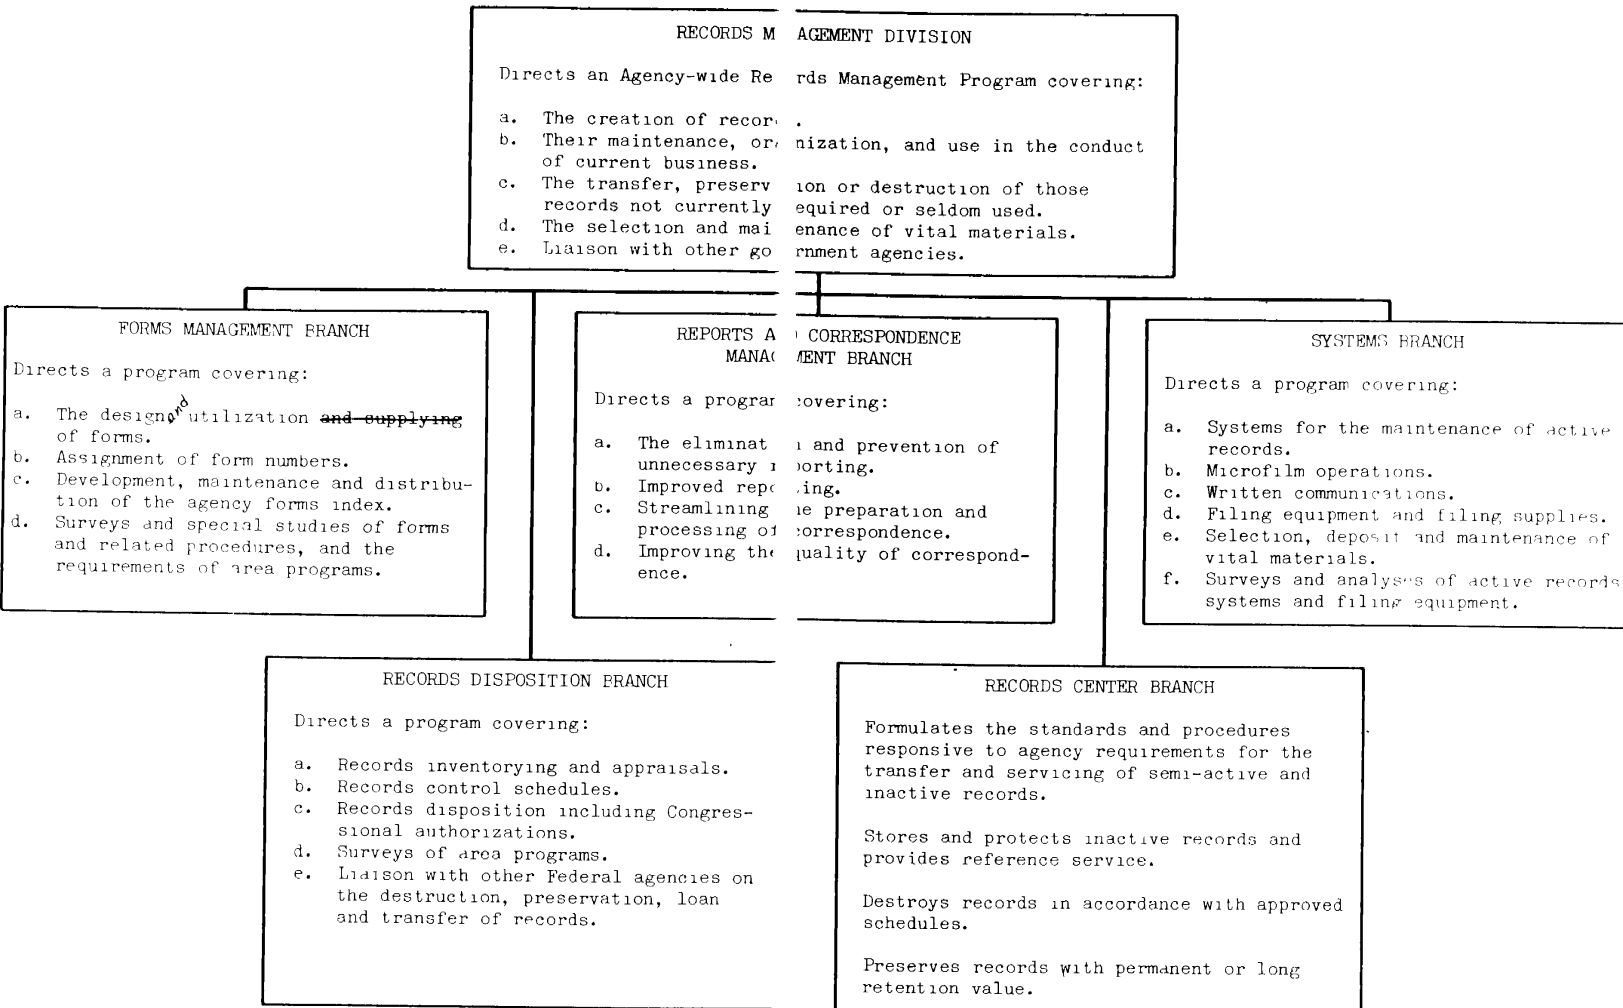 RECORDS M AGEMENT DIVISION
Directs an Agency-wide Re rds Management Program covering:
a. The creation of recor .
b. Their maintenance, or nization, and use in the conduct
of current business.
c. The transfer, preserv ion or destruction of those
records not currently equired or seldom used.
d. The selection and mai enance of vital materials.
e. Liaison with other go rnment agencies.
FORMS MANAGEMENT BRANCH
Directs a program covering:
a. The design and utilization and supplying
of forms.
b. Assignment of form numbers.
c. Development, maintenance and distribu-
tion of the agency forms index.
d. Surveys and special studies of forms
and related procedures, and the
requirements of area programs.
REPORTS A CORRESPONDENCE
MANAG MENT BRANCH
Directs a program covering:
a. The eliminat n and prevention of
unnecessary r orting.
b. Improved repo ing.
c. Streamlining he preparation and
processing of correspondence.
d. Improving the quality of correspond-
ence.
SYSTEMS BRANCH
Directs a program covering:
a. Systems for the maintenance of active
records.
b. Microfilm operations.
c. Written communications.
d. Filing equipment and filing supplies.
e. Selection, deposit and maintenance of
vital materials.
f. Surveys and analyses of active records
systems and filing equipment.
RECORDS DISPOSITION BRANCH
Directs a program covering:
a. Records inventorying and appraisals.
b. Records control schedules.
c. Records disposition including Congres-
sional authorizations.
d. Surveys of area programs.
e. Liaison with other Federal agencies on
the destruction, preservation, loan
and transfer of records.
RECORDS CENTER BRANCH
Formulates the standards and procedures
responsive to agency requirements for the
transfer and servicing of semi-active and
inactive records.
Stores and protects inactive records and
provides reference service.
Destroys records in accordance with approved
schedules.
Preserves records with permanent or long
retention value.